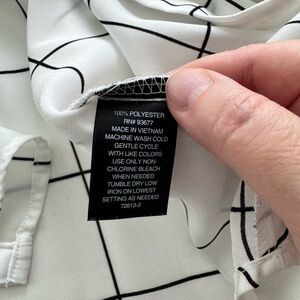 100% POLYESTER
RN# 93677
MADE IN VIETNAM
MACHINE WASH COLD
GENTLE CYCLE
WITH LIKE COLORS
USE ONLY NON-
CHLORINE BLEACH
WHEN NEEDED
TUMBLE DRY LOW
IRON ON LOWEST
SETTING AS NEEDED
72613-3